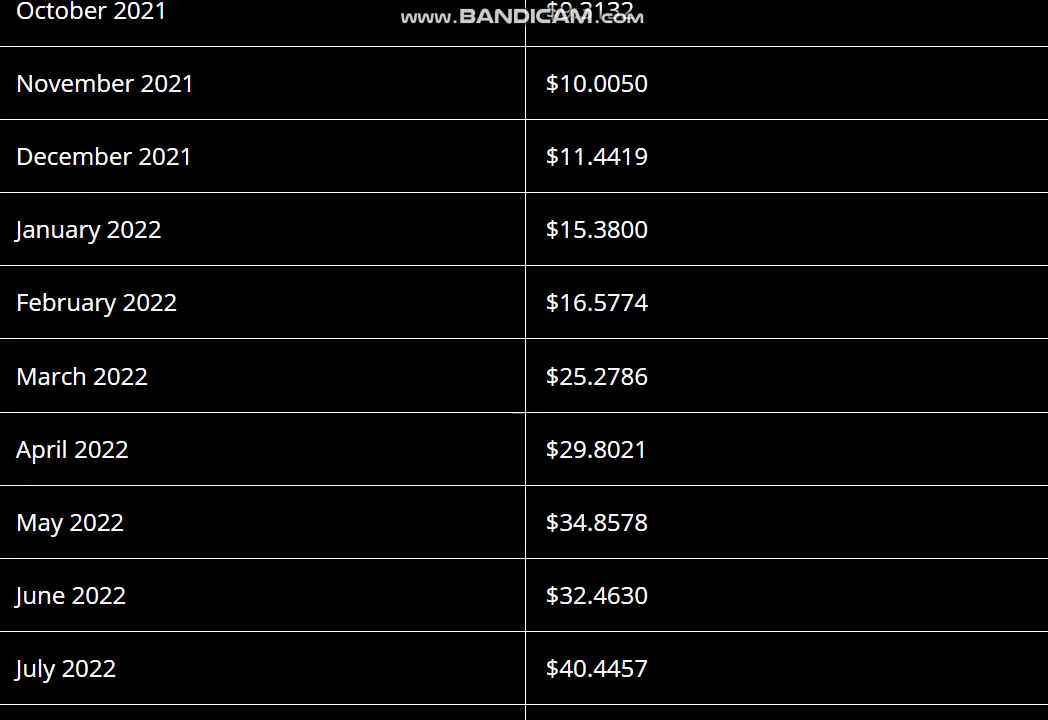 www.BANDICAM.com
October 2021 $9.3132
November 2021 $10.0050
December 2021 $11.4419
January 2022 $15.3800
February 2022 $16.5774
March 2022 $25.2786
April 2022 $29.8021
May 2022 $34.8578
June 2022 $32.4630
July 2022 $40.4457